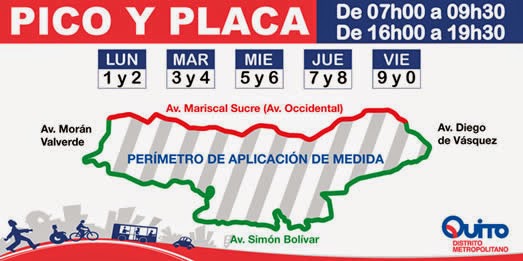 PICO Y PLACA
De 07h00 a 09h30
De 16h00 a 19h30
LUN MAR MIE JUE VIE
1 y 2 3 y 4 5 y 6 7 y 8 9 y 0
Av. Mariscal Sucre (Av. Occidental)
Av. Morán
Valverde
Av. Diego
de Vásquez
PERÍMETRO DE APLICACIÓN DE MEDIDA
Av. Simón Bolívar
QUITO
DISTRITO
METROPOLITANO